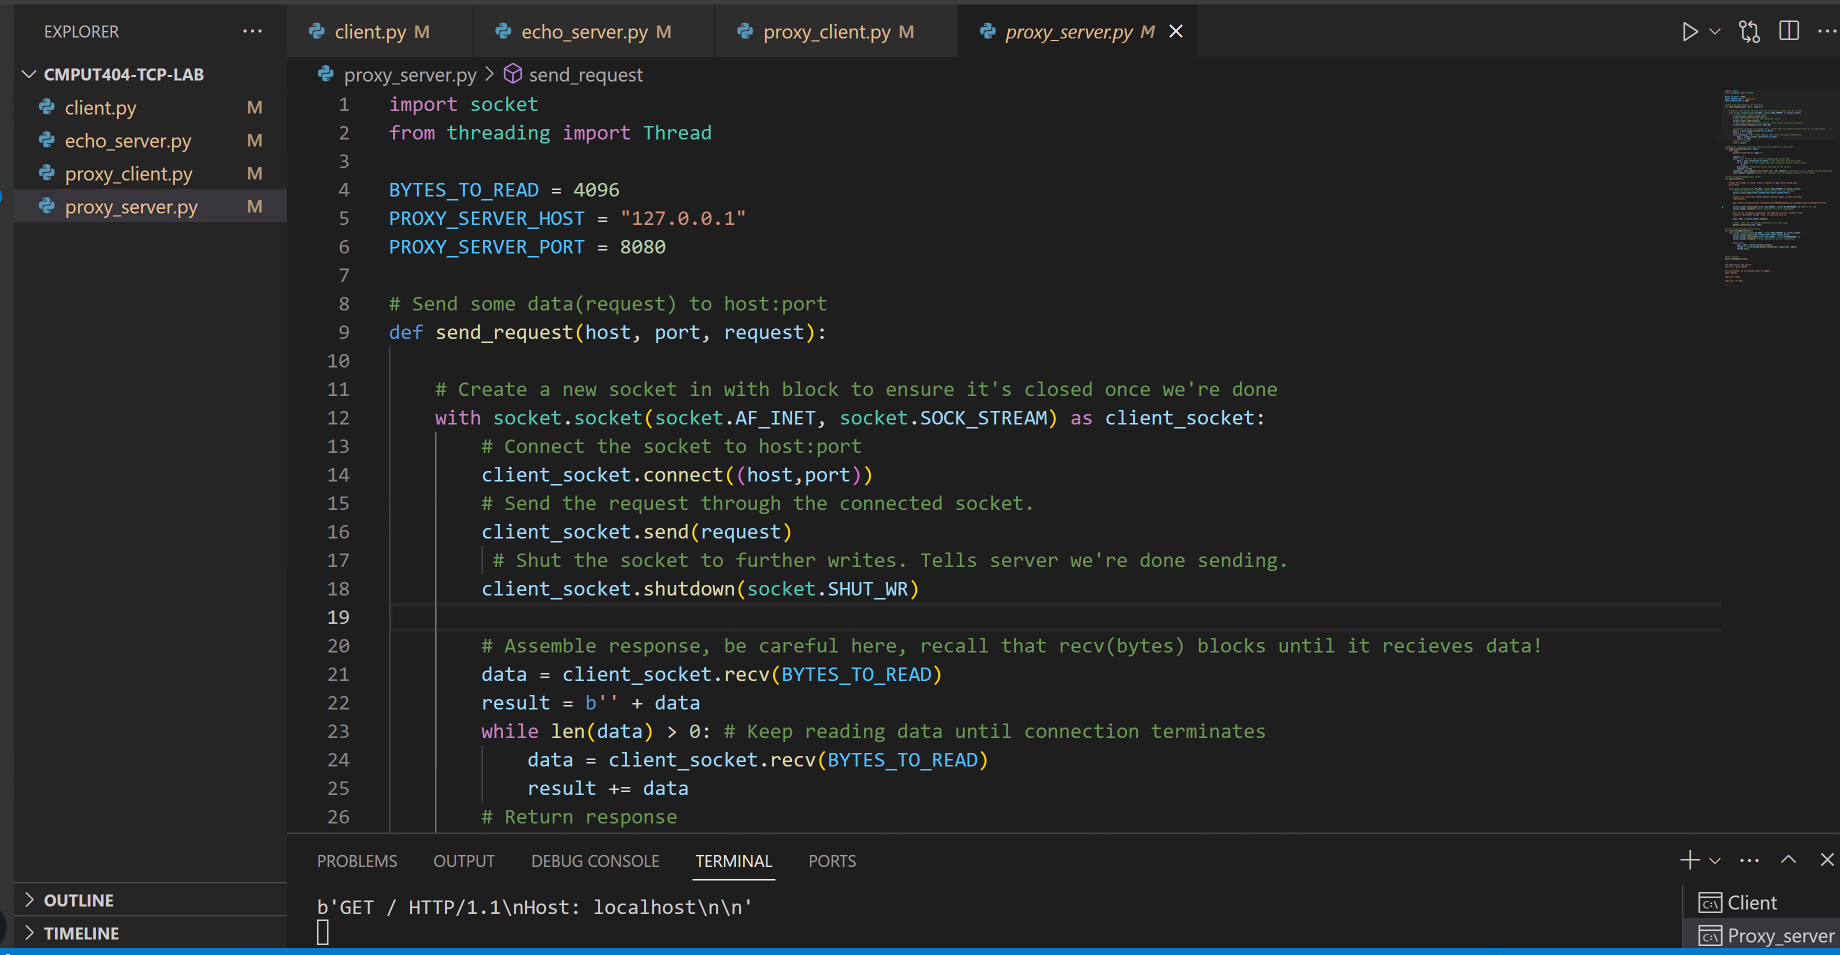 EXPLORER
CMPUT404-TCP-LAB
client.py M
echo_server.py M
proxy_client.py M
proxy_server.py M
OUTLINE
TIMELINE
client.py M echo_server.py M proxy_client.py M proxy_server.py M
proxy_server.py > send_request
1 import socket
2 from threading import Thread
3
4 BYTES_TO_READ = 4096
5 PROXY_SERVER_HOST = "127.0.0.1"
6 PROXY_SERVER_PORT = 8080
7
8 # Send some data(request) to host:port
9 def send_request(host, port, request):
10
11 # Create a new socket in with block to ensure it's closed once we're done
12 with socket.socket(socket.AF_INET, socket.SOCK_STREAM) as client_socket:
13 # Connect the socket to host:port
14 client_socket.connect((host,port))
15 # Send the request through the connected socket.
16 client_socket.send(request)
17 # Shut the socket to further writes. Tells server we're done sending.
18 client_socket.shutdown(socket.SHUT_WR)
19
20 # Assemble response, be careful here, recall that recv(bytes) blocks until it recieves data!
21 data = client_socket.recv(BYTES_TO_READ)
22 result = b'' + data
23 while len(data) > 0: # Keep reading data until connection terminates
24 data = client_socket.recv(BYTES_TO_READ)
25 result += data
26 # Return response
PROBLEMS OUTPUT DEBUG CONSOLE TERMINAL PORTS
b'GET / HTTP/1.1\nHost: localhost\n\n'
Client
Proxy_server